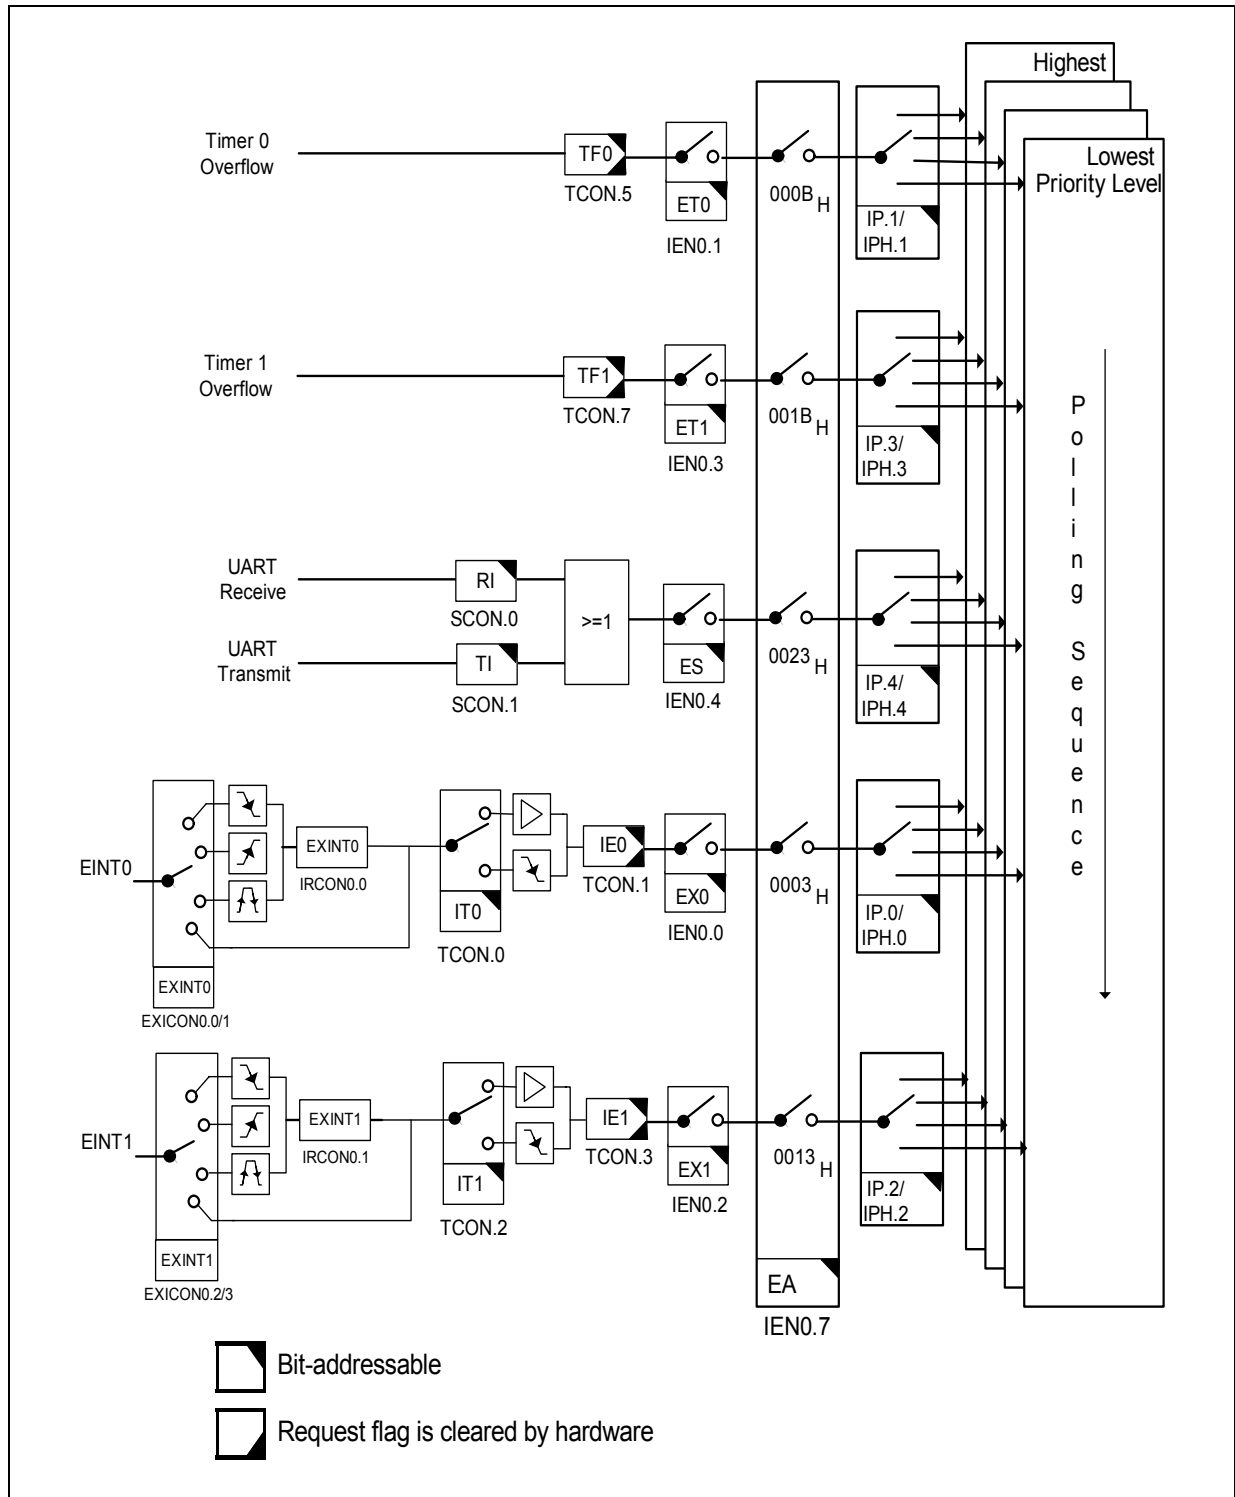 Highest
Lowest
Priority Level
Timer 0
Overflow
TF0
TCON.5
ET0
IEN0.1
000B H
IP.1/
IPH.1
Timer 1
Overflow
TF1
TCON.7
ET1
IEN0.3
001B H
IP.3/
IPH.3
Polling Sequence
UART
Receive
RI
SCON.0
UART
Transmit
TI
SCON.1
>=1
ES
IEN0.4
0023 H
IP.4/
IPH.4
EINT0
EXINT0
EXICON0.0/1
EXINT0
IRCON0.0
IT0
TCON.0
IE0
TCON.1
EX0
IEN0.0
0003 H
IP.0/
IPH.0
EINT1
EXINT1
EXICON0.2/3
EXINT1
IRCON0.1
IT1
TCON.2
IE1
TCON.3
EX1
IEN0.2
0013 H
IP.2/
IPH.2
EA
IEN0.7
Bit-addressable
Request flag is cleared by hardware